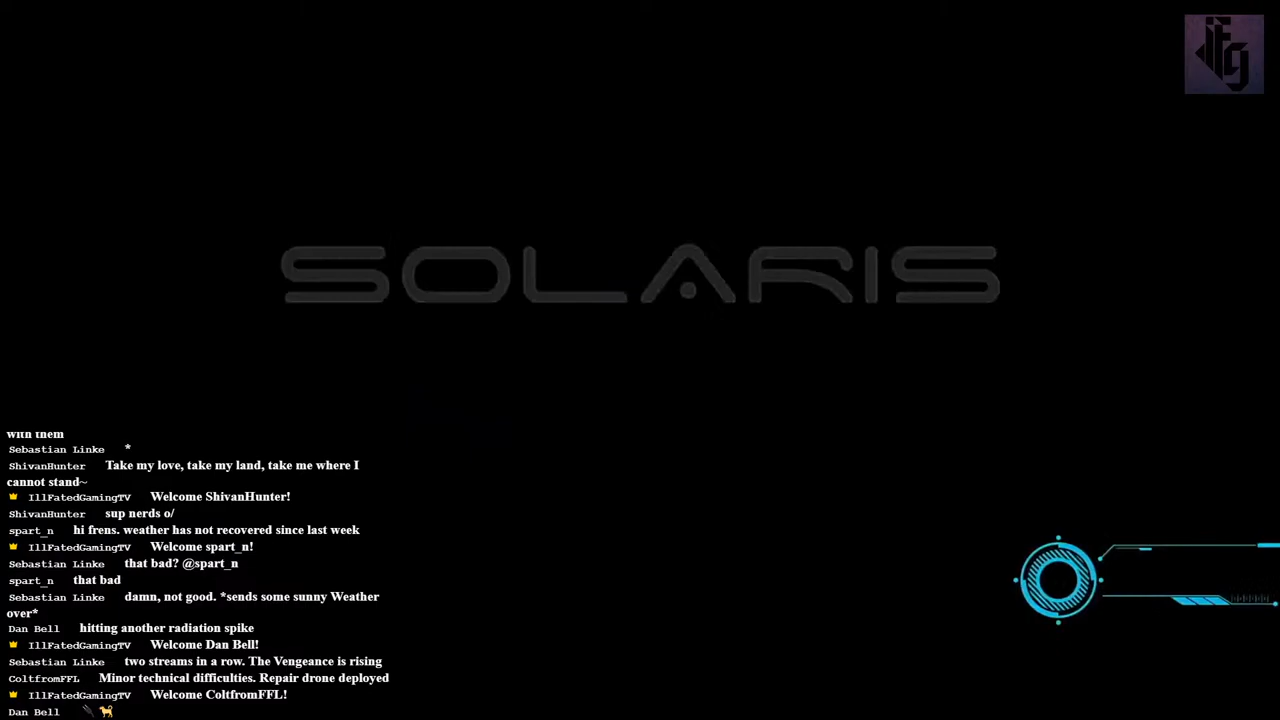 iFg
SOLARIS
with them
Sebastian Linke *
ShivanHunter Take my love, take my land, take me where I
cannot stand~
IllFatedGamingTV Welcome ShivanHunter!
ShivanHunter sup nerds o/
spart_n hi frens. weather has not recovered since last week
IllFatedGamingTV Welcome spart_n!
Sebastian Linke that bad? @spart_n
spart_n that bad
Sebastian Linke damn, not good. *sends some sunny Weather
over*
Dan Bell hitting another radiation spike
IllFatedGamingTV Welcome Dan Bell!
Sebastian Linke two streams in a row. The Vengeance is rising
ColtfromFFL Minor technical difficulties. Repair drone deployed
IllFatedGamingTV Welcome ColtfromFFL!
Dan Bell